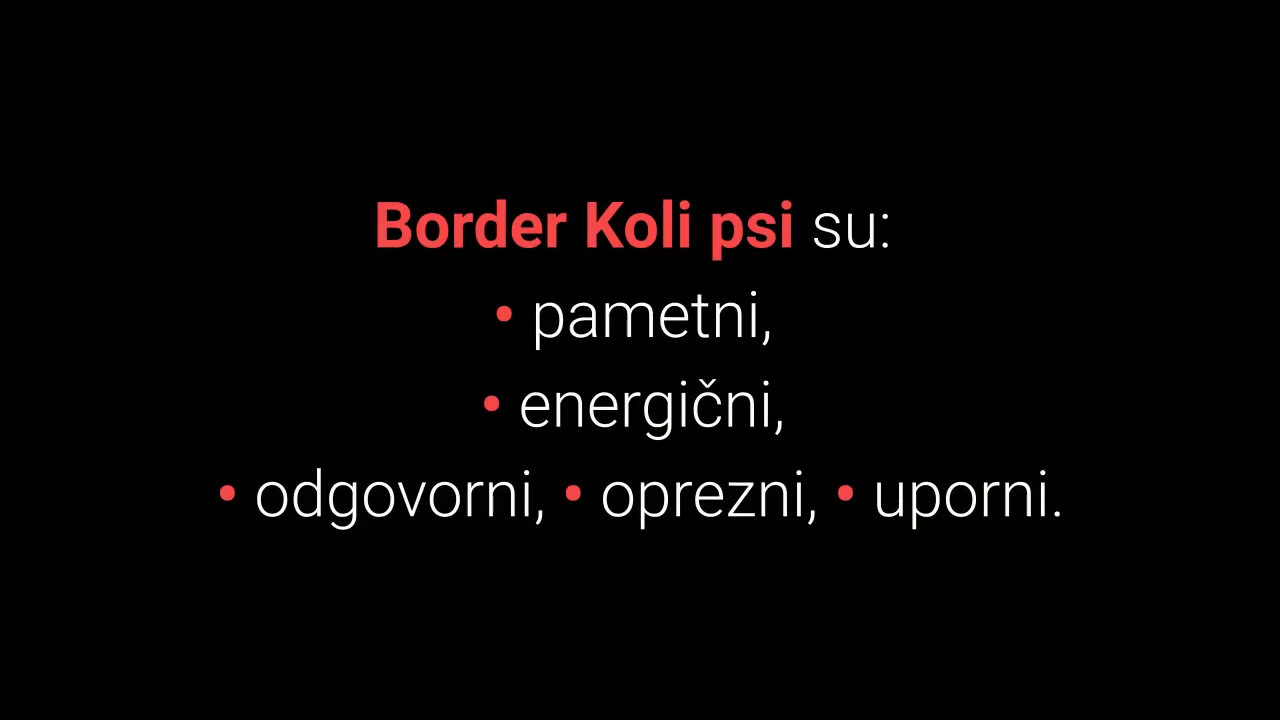 Border Koli psi su:
• pametni,
• energični,
• odgovorni, • oprezni, • uporni.